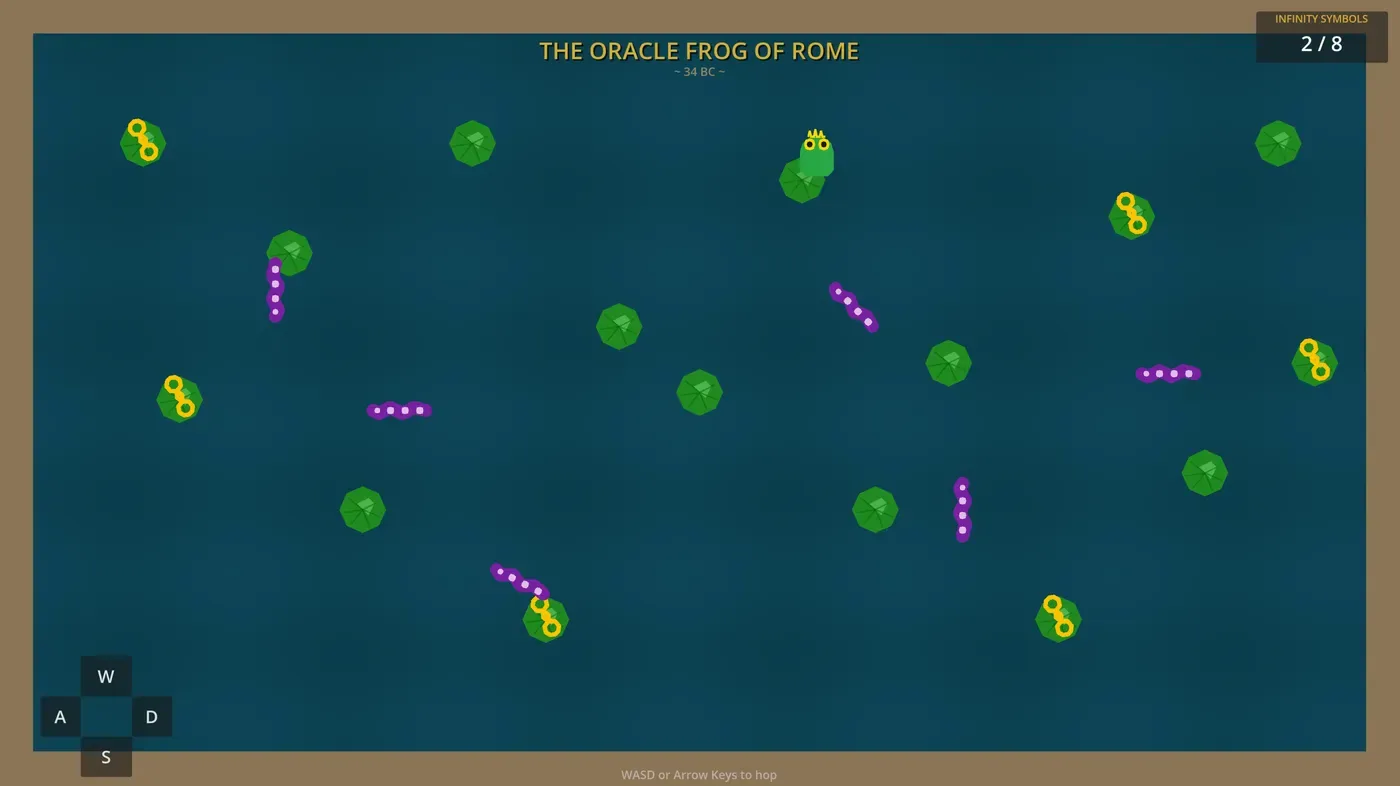 INFINITY SYMBOLS
2 / 8
THE ORACLE FROG OF ROME
~ 34 BC ~
W
A
D
S
WASD or Arrow Keys to hop